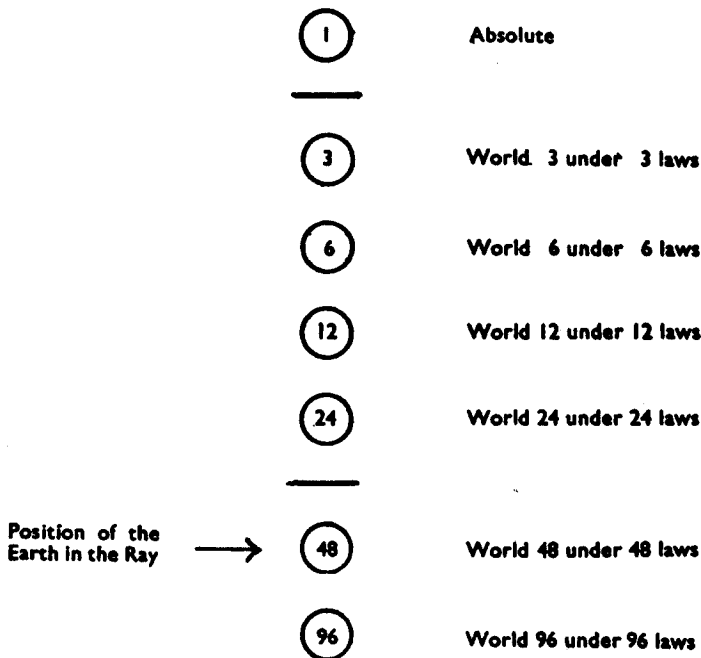 1 Absolute
3 World 3 under 3 laws
6 World 6 under 6 laws
12 World 12 under 12 laws
24 World 24 under 24 laws
Position of the
Earth in the Ray
48 World 48 under 48 laws
96 World 96 under 96 laws